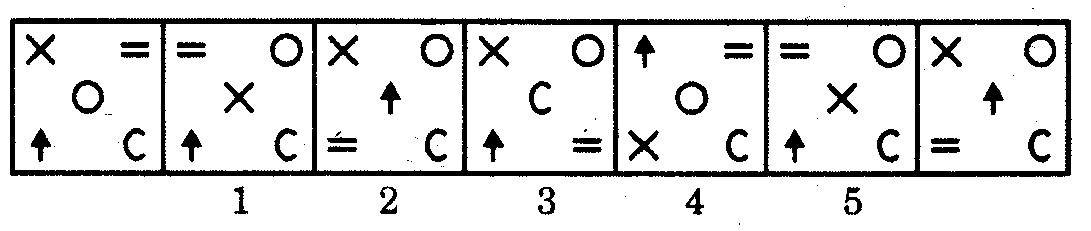 × = = O × O × O ↑ = = O × O
O × ↑ C O × ↑
↑ C ↑ C = C ↑ = × C ↑ C = C
1 2 3 4 5